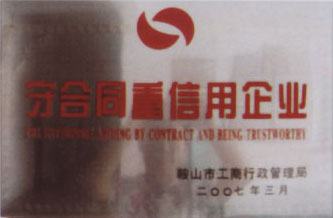 守合同重信用企业
BY CONTRACT AND BEING TRUSTWORTHY
鞍山市工商行政管理局
二〇〇七年三月